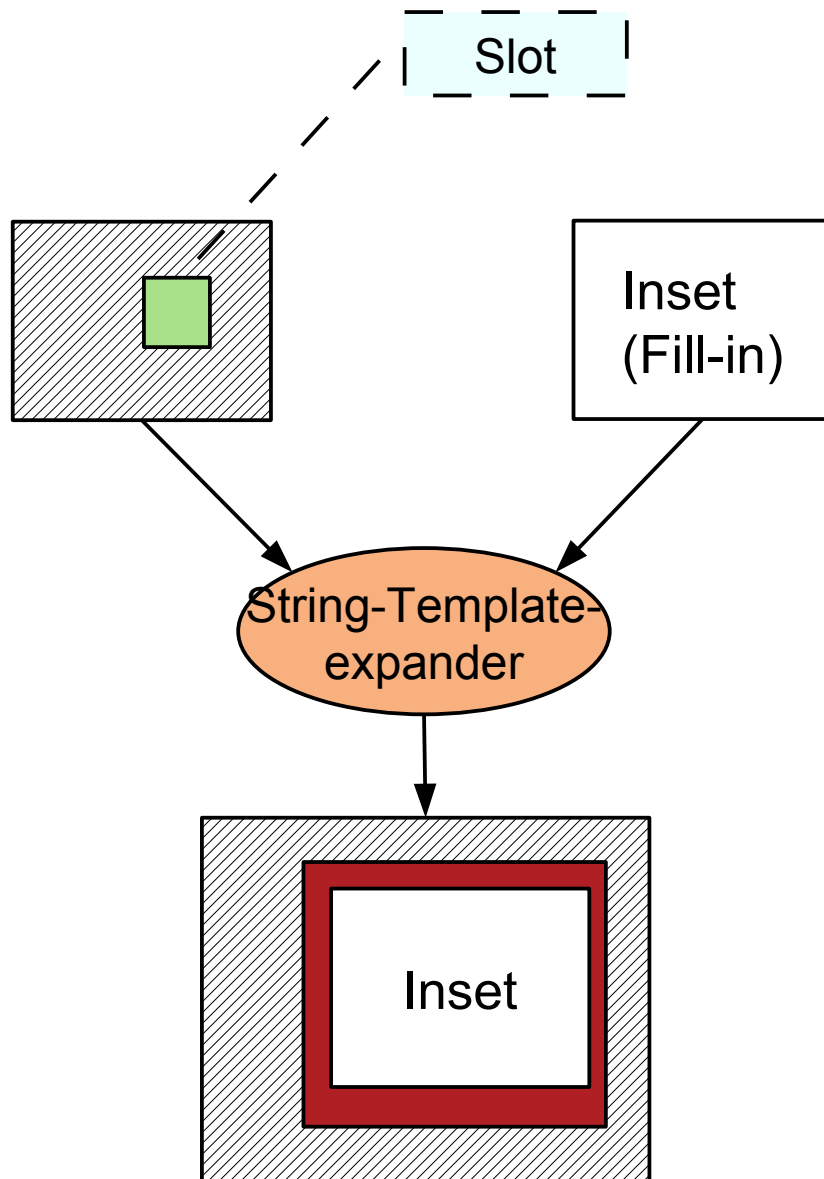 Slot
Inset
(Fill-in)
String-Template-
expander
Inset